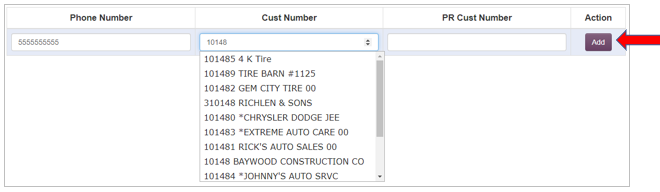 Phone Number Cust Number PR Cust Number Action
5555555555 10148 Add
101485 4 K Tire
101489 TIRE BARN #1125
101482 GEM CITY TIRE 00
310148 RICHLEN & SONS
101480 *CHRYSLER DODGE JEE
101483 *EXTREME AUTO CARE 00
101481 RICK'S AUTO SALES 00
10148 BAYWOOD CONSTRUCTION CO
101484 *JOHNNY'S AUTO SRVC